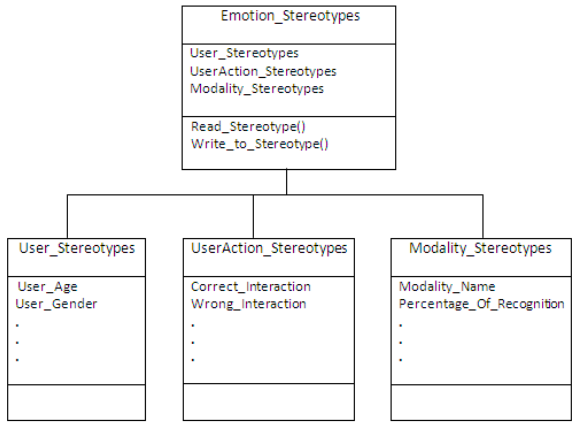 Emotion_Stereotypes
User_Stereotypes
UserAction_Stereotypes
Modality_Stereotypes
Read_Stereotype()
Write_to_Stereotype()
User_Stereotypes
User_Age
User_Gender
.
.
.
UserAction_Stereotypes
Correct_Interaction
Wrong_Interaction
.
.
.
Modality_Stereotypes
Modality_Name
Percentage_Of_Recognition
.
.
.